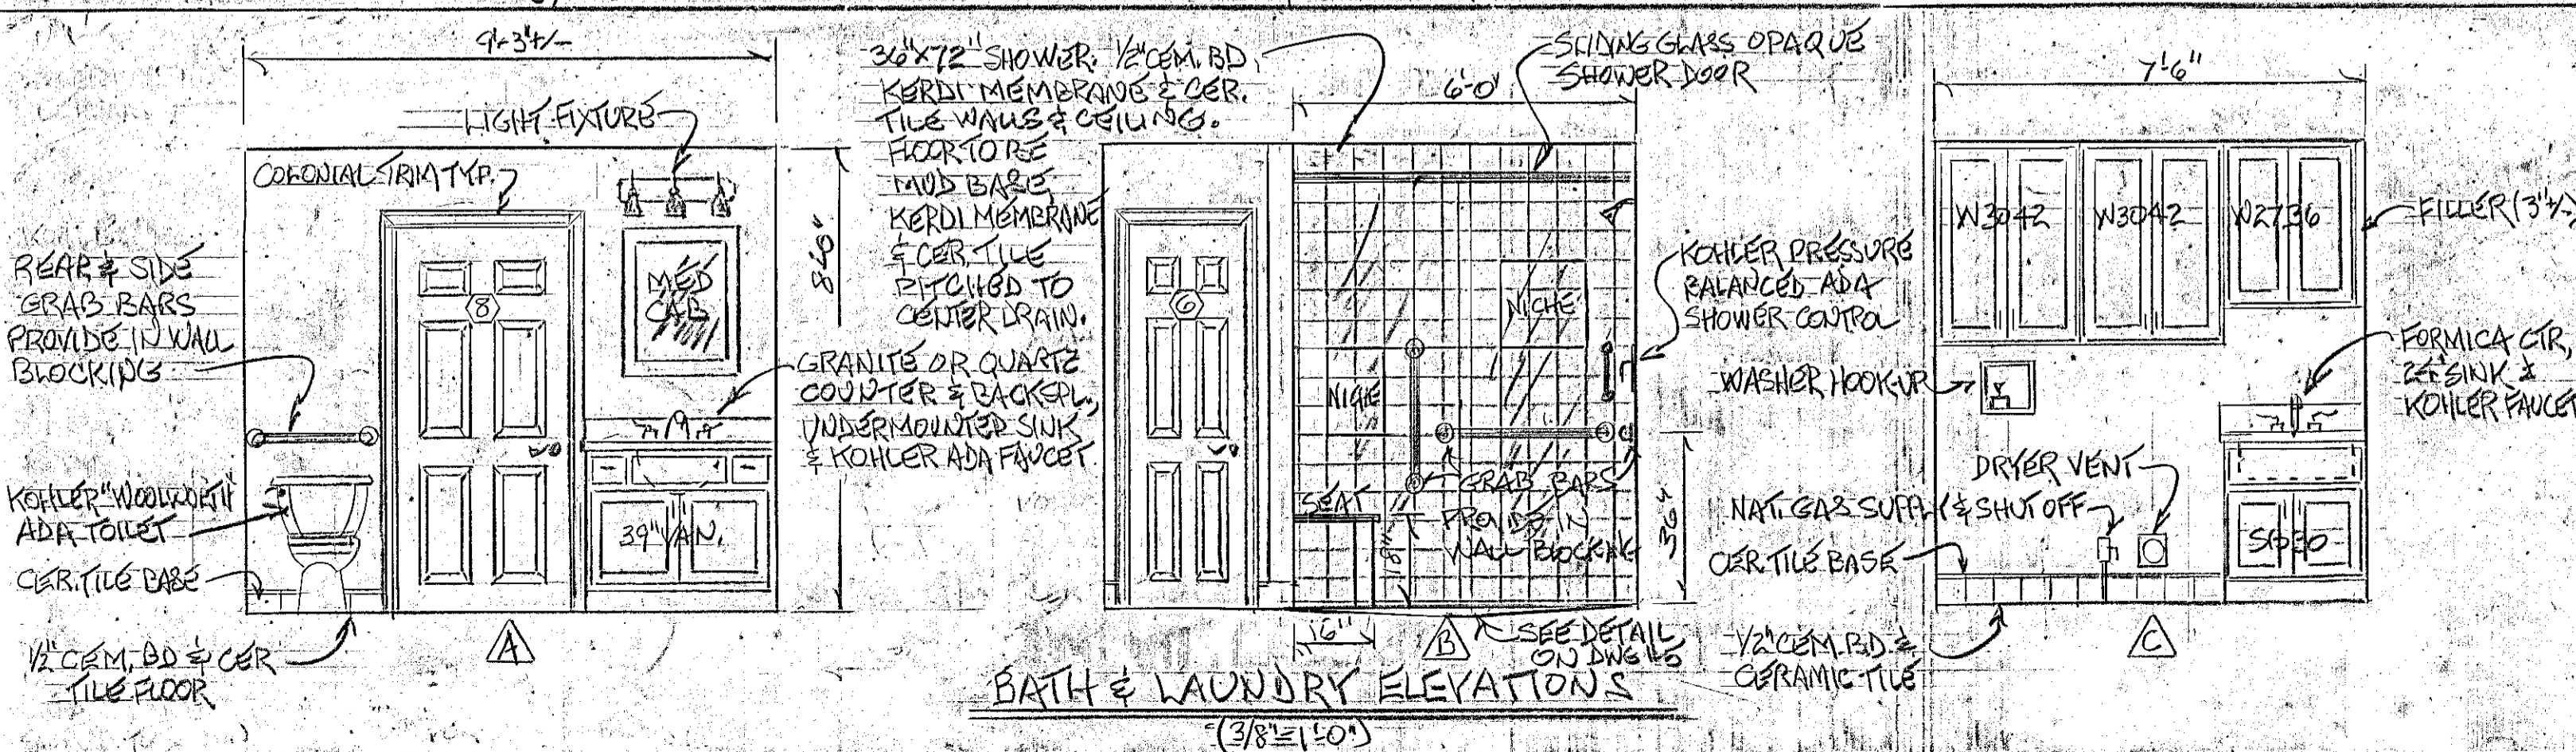 9'-3"+/-
LIGHT FIXTURE
COLONIAL TRIM TYP.
MED
CAB
8
REAR & SIDE
GRAB BARS
PROVIDE IN WALL
BLOCKING
KOHLER "WOOLWORTH"
ADA TOILET
CER. TILE BASE
1/2" CEM. BD & CER
TILE FLOOR
39" VAN.
A
8'-0"
GRANITE OR QUARTZ
COUNTER & BACKSPL.,
UNDERMOUNTER SINK
& KOHLER ADA FAUCET
36"X72" SHOWER. 1/2" CEM. BD,
KERDI MEMBRANE & CER.
TILE WALLS & CEILING.
FLOOR TO BE
MUD BASE,
KERDI MEMBRANE
& CER. TILE
PITCHED TO
CENTER DRAIN.
SLIDING GLASS OPAQUE
SHOWER DOOR
6'-0"
6
NICHE
NICHE
KOHLER PRESSURE
BALANCED ADA
SHOWER CONTROL
GRAB BARS
PROVIDE IN
WALL BLOCKING
SEAT
18"
36"
16"
B
SEE DETAIL
ON DWG
7'-6"
W3042
W3042
W2736
FILLER (3"+/-)
WASHER HOOK-UP
FORMICA CTR,
24" SINK &
KOHLER FAUCET
DRYER VENT
NAT. GAS SUPPLY & SHUT OFF
CER. TILE BASE
SB30
1/2" CEM. BD. &
CERAMIC TILE
C
BATH & LAUNDRY ELEVATIONS
(3/8"=1'-0")